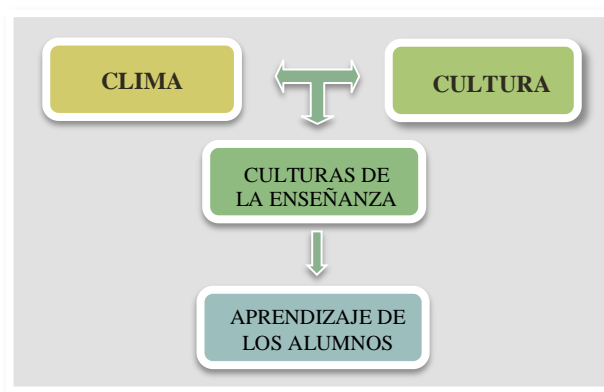 CLIMA
CULTURA
CULTURAS DE
LA ENSEÑANZA
APRENDIZAJE DE
LOS ALUMNOS